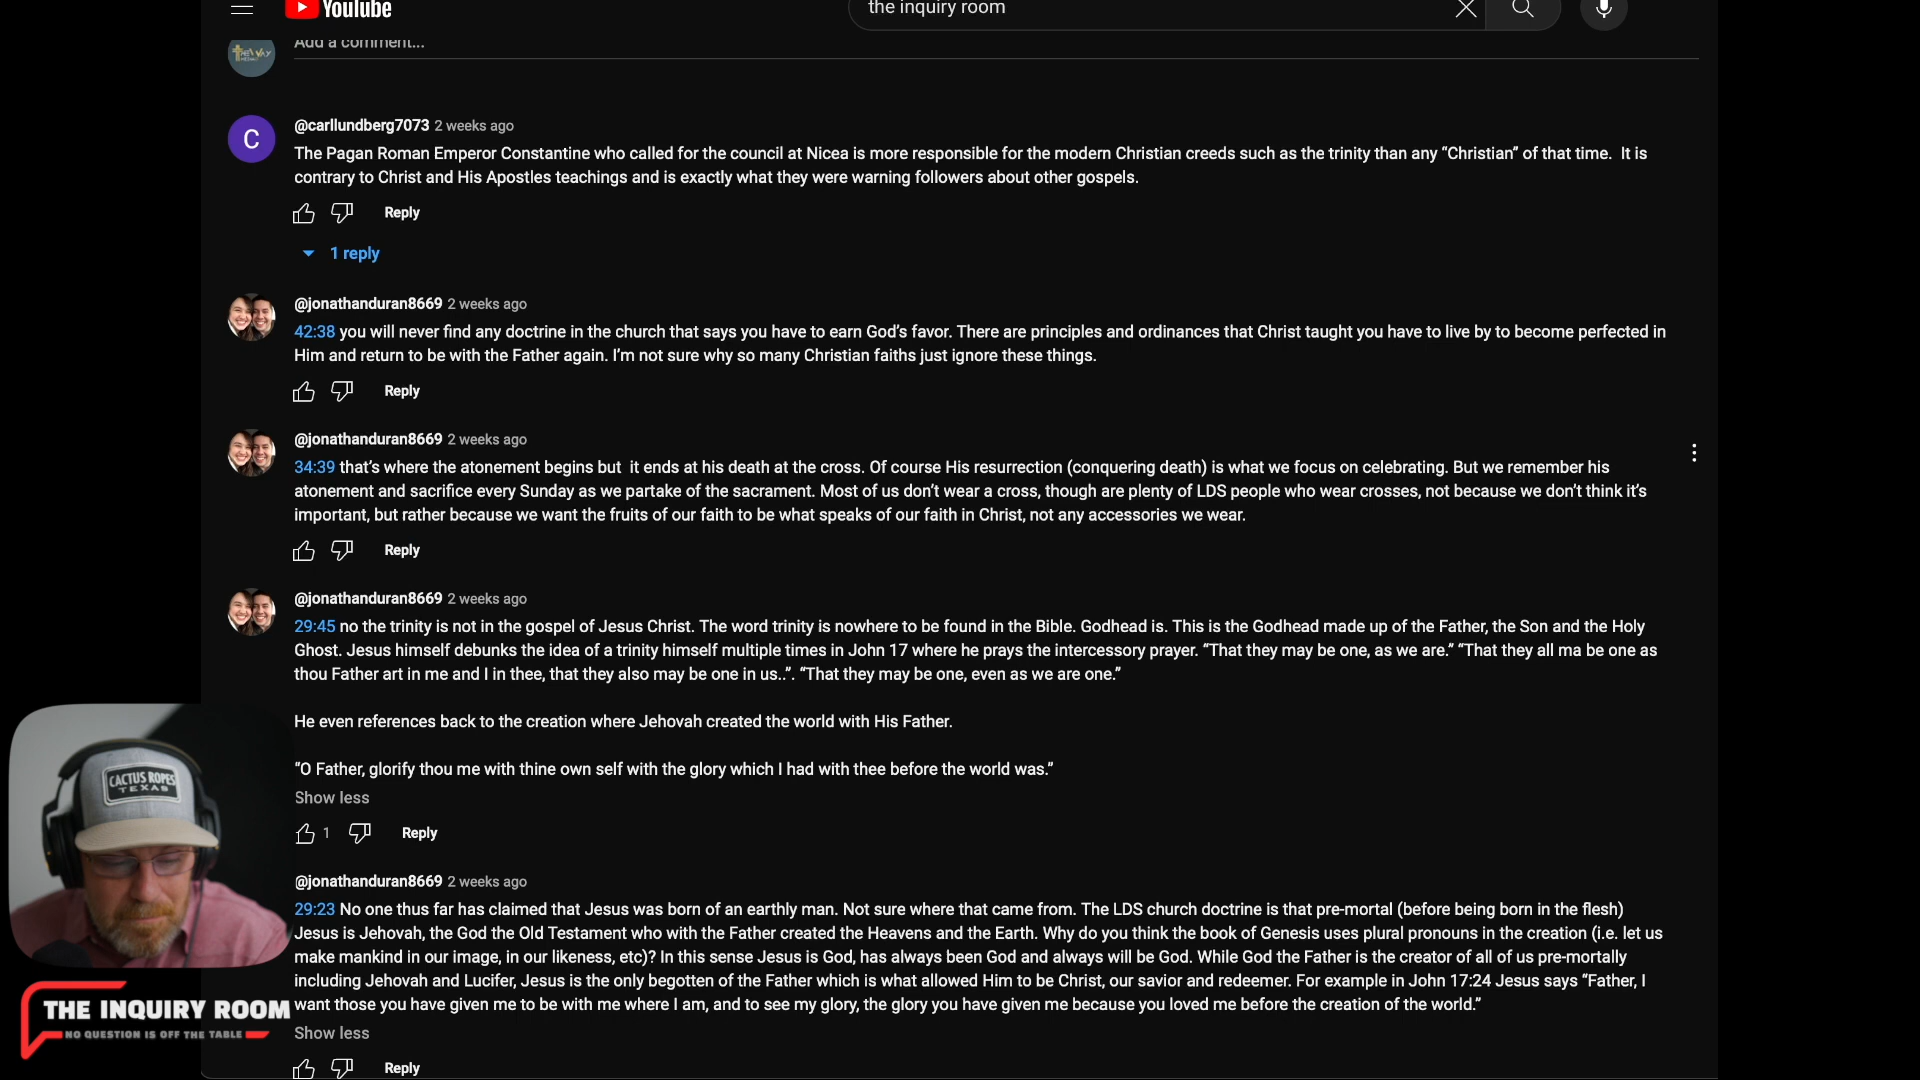 YouTube
the inquiry room
THE WAY
Add a comment...
C
@carllundberg7073 2 weeks ago
The Pagan Roman Emperor Constantine who called for the council at Nicea is more responsible for the modern Christian creeds such as the trinity than any “Christian” of that time. It is
contrary to Christ and His Apostles teachings and is exactly what they were warning followers about other gospels.
Reply
1 reply
@jonathanduran8669 2 weeks ago
42:38 you will never find any doctrine in the church that says you have to earn God’s favor. There are principles and ordinances that Christ taught you have to live by to become perfected in
Him and return to be with the Father again. I’m not sure why so many Christian faiths just ignore these things.
Reply
@jonathanduran8669 2 weeks ago
34:39 that’s where the atonement begins but it ends at his death at the cross. Of course His resurrection (conquering death) is what we focus on celebrating. But we remember his
atonement and sacrifice every Sunday as we partake of the sacrament. Most of us don’t wear a cross, though are plenty of LDS people who wear crosses, not because we don’t think it’s
important, but rather because we want the fruits of our faith to be what speaks of our faith in Christ, not any accessories we wear.
Reply
@jonathanduran8669 2 weeks ago
29:45 no the trinity is not in the gospel of Jesus Christ. The word trinity is nowhere to be found in the Bible. Godhead is. This is the Godhead made up of the Father, the Son and the Holy
Ghost. Jesus himself debunks the idea of a trinity himself multiple times in John 17 where he prays the intercessory prayer. “That they may be one, as we are.” “That they all ma be one as
thou Father art in me and I in thee, that they also may be one in us..”. “That they may be one, even as we are one.”
He even references back to the creation where Jehovah created the world with His Father.
“O Father, glorify thou me with thine own self with the glory which I had with thee before the world was.”
Show less
1 Reply
@jonathanduran8669 2 weeks ago
29:23 No one thus far has claimed that Jesus was born of an earthly man. Not sure where that came from. The LDS church doctrine is that pre-mortal (before being born in the flesh)
Jesus is Jehovah, the God the Old Testament who with the Father created the Heavens and the Earth. Why do you think the book of Genesis uses plural pronouns in the creation (i.e. let us
make mankind in our image, in our likeness, etc)? In this sense Jesus is God, has always been God and always will be God. While God the Father is the creator of all of us pre-mortally
including Jehovah and Lucifer, Jesus is the only begotten of the Father which is what allowed Him to be Christ, our savior and redeemer. For example in John 17:24 Jesus says “Father, I
want those you have given me to be with me where I am, and to see my glory, the glory you have given me because you loved me before the creation of the world.”
Show less
Reply
CACTUS ROPES
TEXAS
THE INQUIRY ROOM
NO QUESTION IS OFF THE TABLE